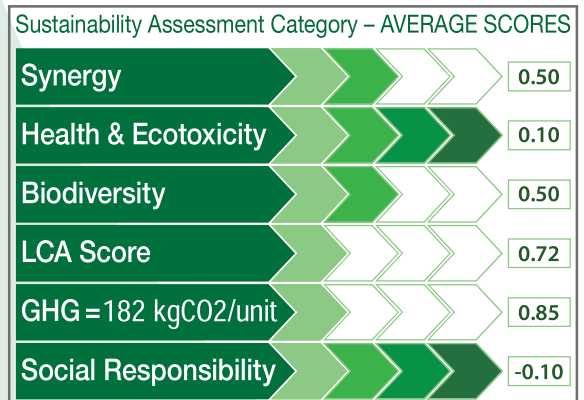 Sustainability Assessment Category – AVERAGE SCORES
Synergy 0.50
Health & Ecotoxicity 0.10
Biodiversity 0.50
LCA Score 0.72
GHG = 182 kgCO2/unit 0.85
Social Responsibility -0.10